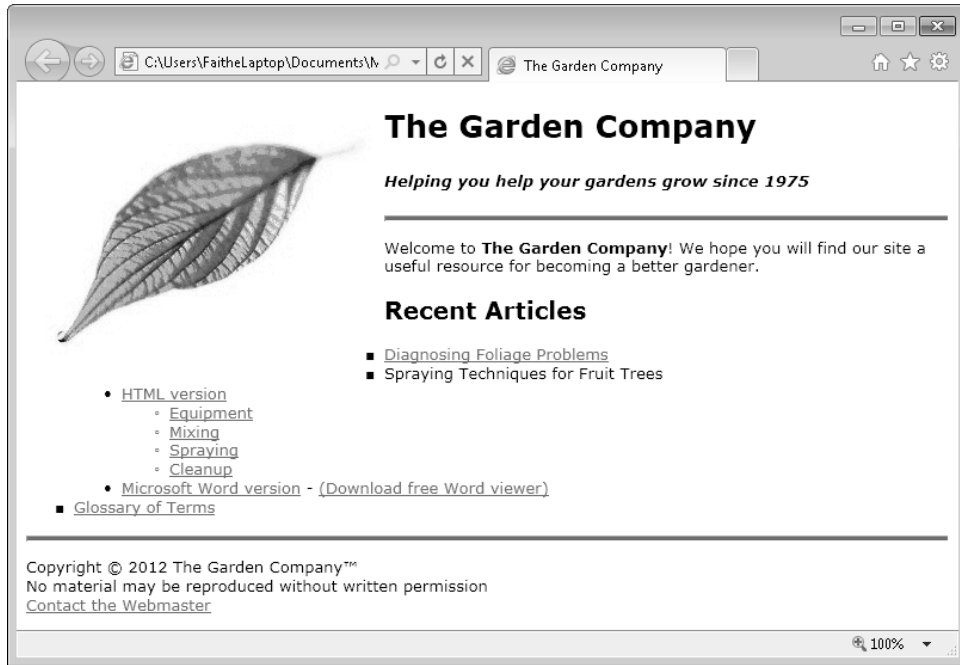 C:\Users\FaitheLaptop\Documents\M
The Garden Company
The Garden Company
Helping you help your gardens grow since 1975
Welcome to The Garden Company! We hope you will find our site a
useful resource for becoming a better gardener.
Recent Articles
Diagnosing Foliage Problems
Spraying Techniques for Fruit Trees
HTML version
Equipment
Mixing
Spraying
Cleanup
Microsoft Word version - (Download free Word viewer)
Glossary of Terms
Copyright © 2012 The Garden Company™
No material may be reproduced without written permission
Contact the Webmaster
100%